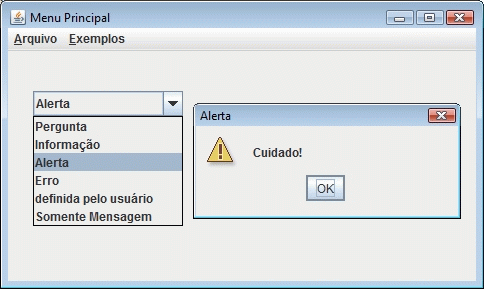 Menu Principal
Arquivo Exemplos
Alerta
Pergunta
Informação
Alerta
Erro
definida pelo usuário
Somente Mensagem
Alerta
Cuidado!
OK